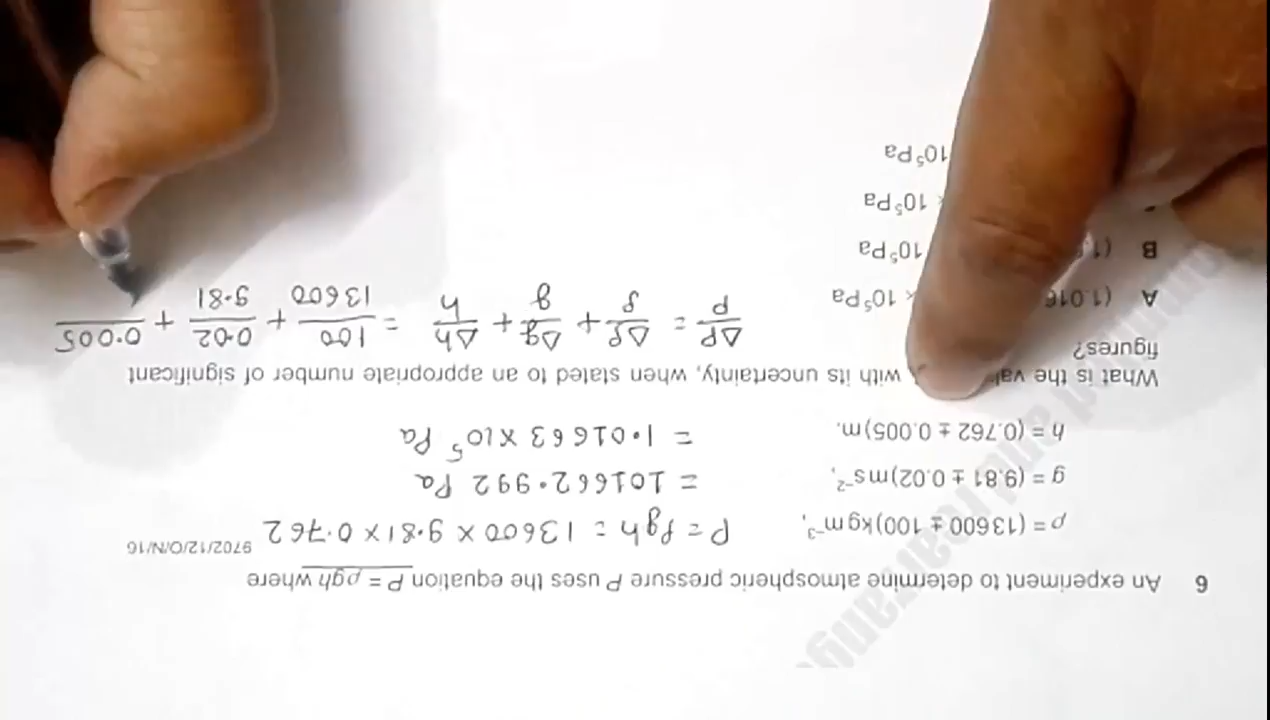 6 An experiment to determine atmospheric pressure P uses the equation P = ρgh where
9702/12/O/N/16
ρ = (13600 ± 100) kg m⁻³,
P = ρgh = 13600 × 9.81 × 0.762
g = (9.81 ± 0.02) m s⁻²,
= 101662.992 Pa
h = (0.762 ± 0.005) m.
= 1.01663 × 10⁵ Pa
What is the with its uncertainty, when stated to an appropriate number of significant
figures?
ΔP/P = Δρ/ρ + Δg/g + Δh/h = 100/13600 + 0.02/9.81 + 0.005/
A (1.016 × 10⁵ Pa
B (1. 10⁵ Pa
× 10⁵ Pa
10⁵ Pa